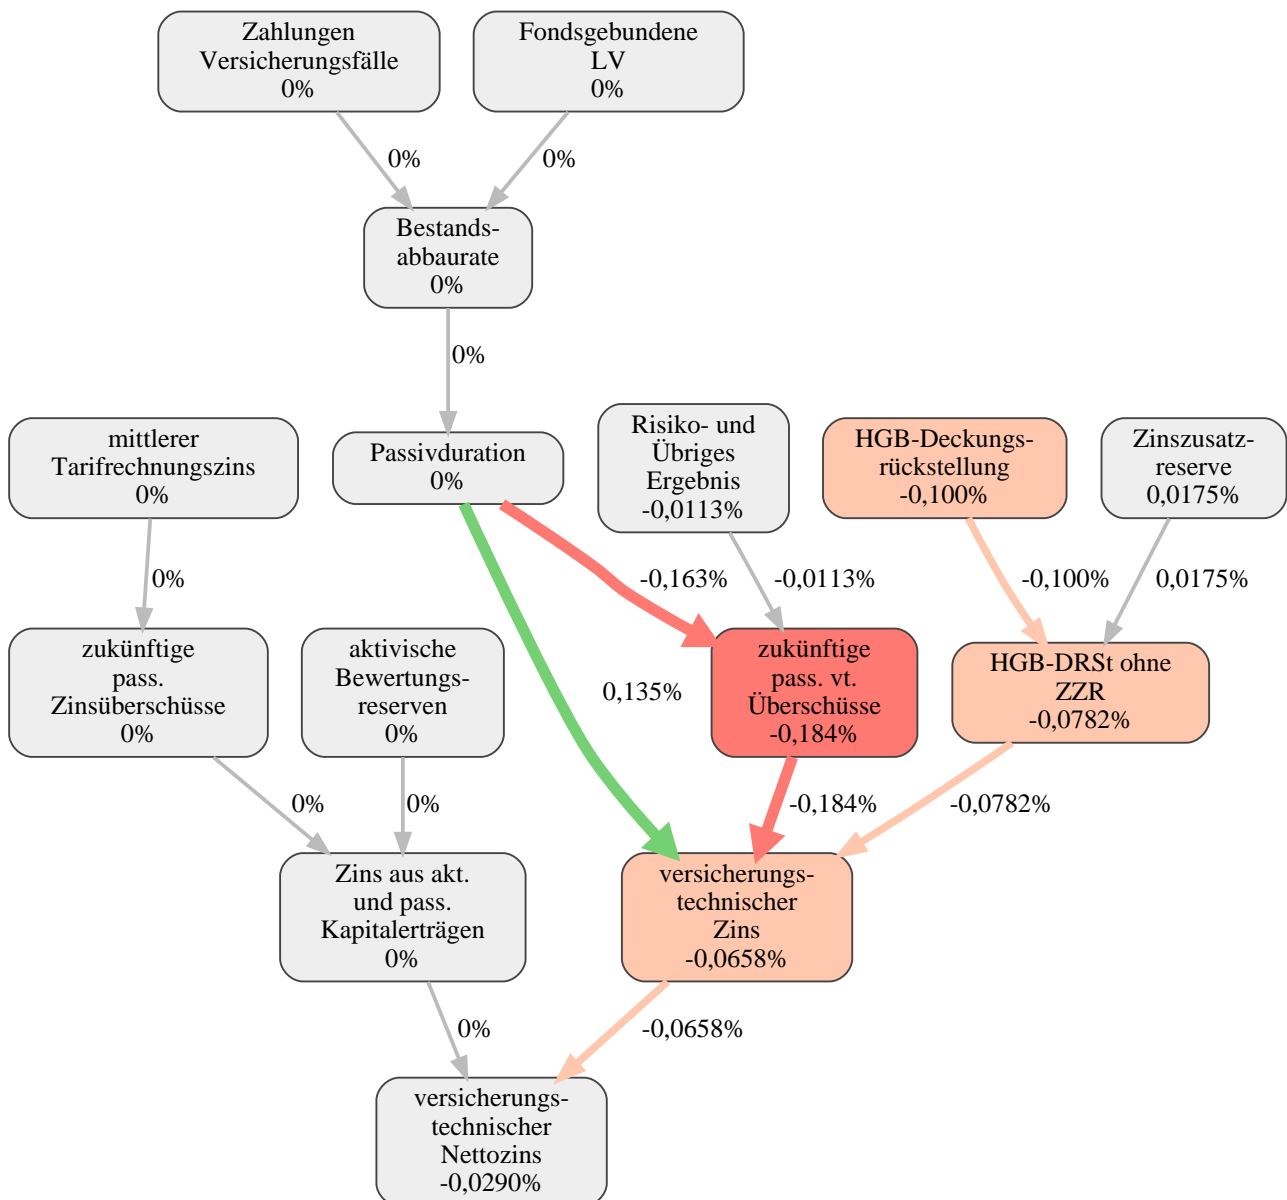 Zahlungen
Versicherungsfälle
0%
Fondsgebundene
LV
0%
0%
0%
Bestands-
abbaurate
0%
0%
mittlerer
Tarifrechnungszins
0%
Passivduration
0%
Risiko- und
Übriges
Ergebnis
-0,0113%
HGB-Deckungs-
rückstellung
-0,100%
Zinszusatz-
reserve
0,0175%
0%
-0,163%
-0,0113%
-0,100%
0,0175%
zukünftige
pass.
Zinsüberschüsse
0%
aktivische
Bewertungs-
reserven
0%
0,135%
zukünftige
pass. vt.
Überschüsse
-0,184%
HGB-DRSt ohne
ZZR
-0,0782%
0%
0%
-0,184%
-0,0782%
Zins aus akt.
und pass.
Kapitalerträgen
0%
versicherungs-
technischer
Zins
-0,0658%
0%
-0,0658%
versicherungs-
technischer
Nettozins
-0,0290%